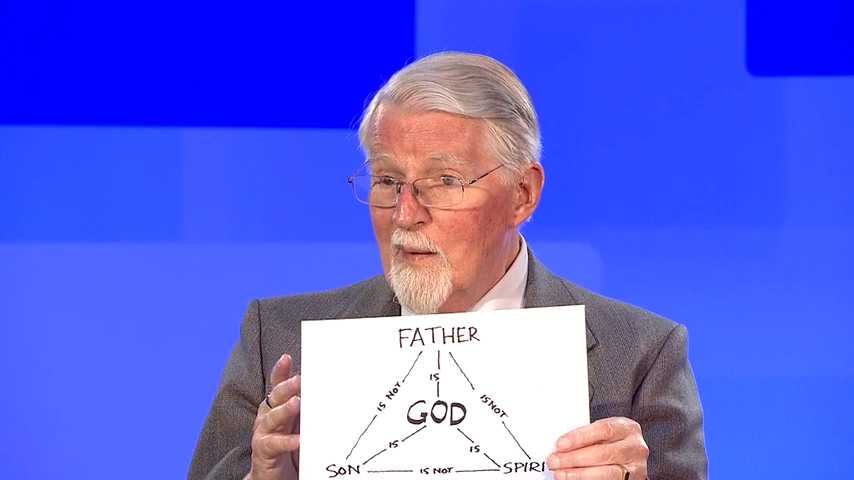 FATHER
IS NOT IS IS NOT
GOD
IS IS
SON IS NOT SPIRI